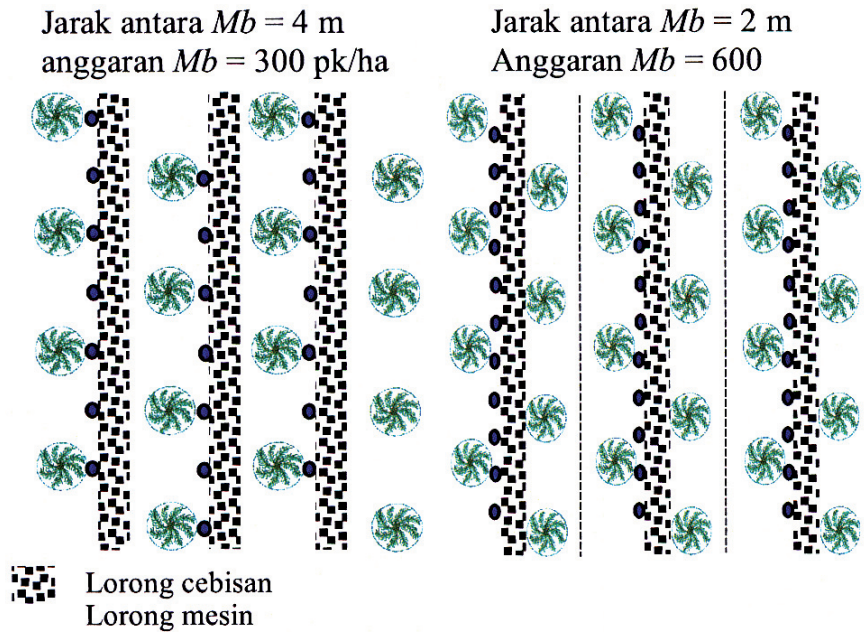 Jarak antara Mb = 4 m
anggaran Mb = 300 pk/ha
Jarak antara Mb = 2 m
Anggaran Mb = 600
Lorong cebisan
Lorong mesin